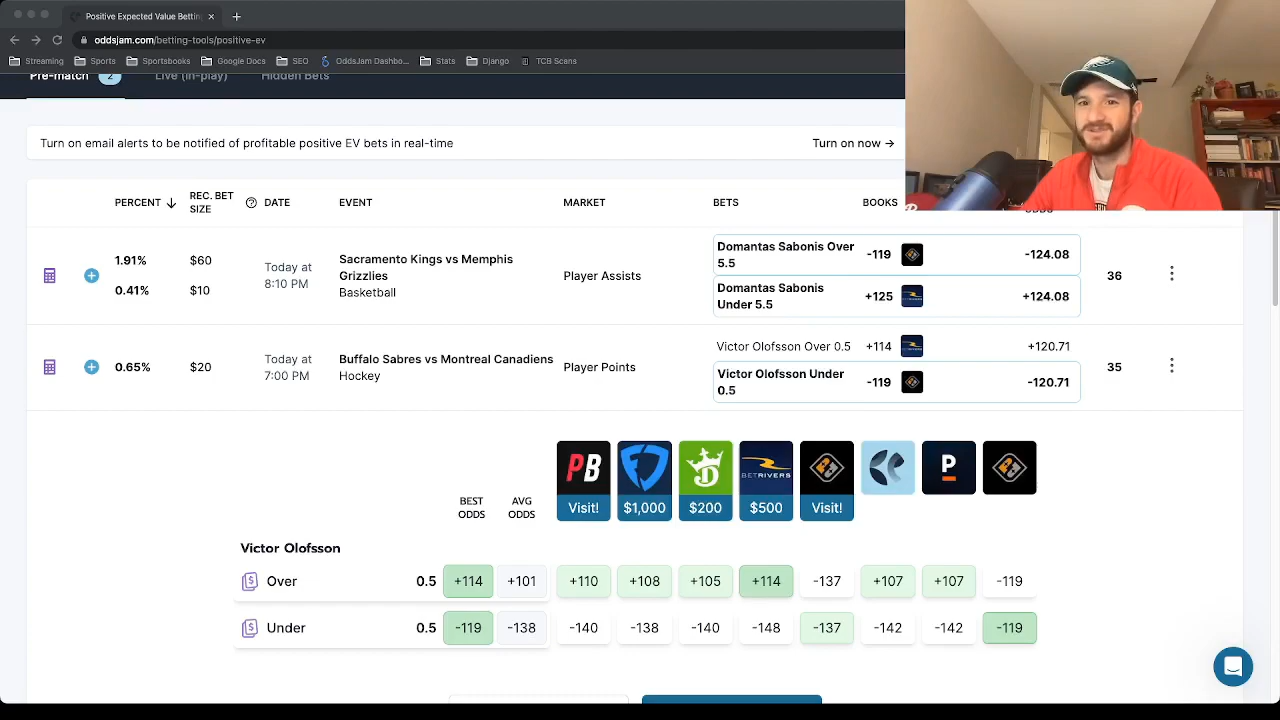 Positive Expected Value Bettin
oddsjam.com/betting-tools/positive-ev
Streaming Sports Sportsbooks Google Docs SEO OddsJam Dashbo... Stats Django TCB Scans
Pre-match 2 Live (in-play) Hidden Bets
Turn on email alerts to be notified of profitable positive EV bets in real-time Turn on now →
PERCENT ↓ REC. BET SIZE DATE EVENT MARKET BETS BOOKS
1.91% $60
0.41% $10
Today at 8:10 PM
Sacramento Kings vs Memphis Grizzlies
Basketball
Player Assists
Domantas Sabonis Over 5.5 -119 -124.08
Domantas Sabonis Under 5.5 +125 +124.08
36
0.65% $20
Today at 7:00 PM
Buffalo Sabres vs Montreal Canadiens
Hockey
Player Points
Victor Olofsson Over 0.5 +114 +120.71
Victor Olofsson Under 0.5 -119 -120.71
35
PB BETRIVERS P
BEST ODDS AVG ODDS Visit! $1,000 $200 $500 Visit!
Victor Olofsson
Over 0.5 +114 +101 +110 +108 +105 +114 -137 +107 +107 -119
Under 0.5 -119 -138 -140 -138 -140 -148 -137 -142 -142 -119